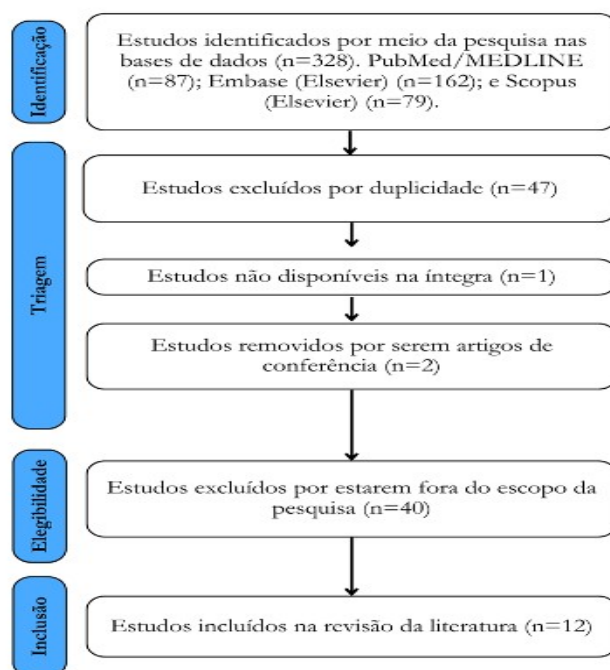 Identificação
Estudos identificados por meio da pesquisa nas
bases de dados (n=328). PubMed/MEDLINE
(n=87); Embase (Elsevier) (n=162); e Scopus
(Elsevier) (n=79).
Triagem
Estudos excluídos por duplicidade (n=47)
Estudos não disponíveis na íntegra (n=1)
Estudos removidos por serem artigos de
conferência (n=2)
Elegibilidade
Estudos excluídos por estarem fora do escopo da
pesquisa (n=40)
Inclusão
Estudos incluídos na revisão da literatura (n=12)